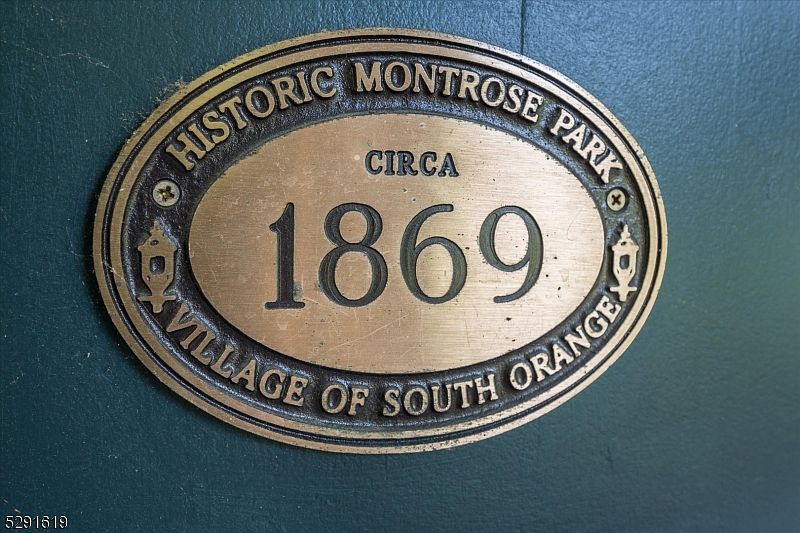 HISTORIC MONTROSE PARK
CIRCA
1869
VILLAGE OF SOUTH ORANGE
5291619